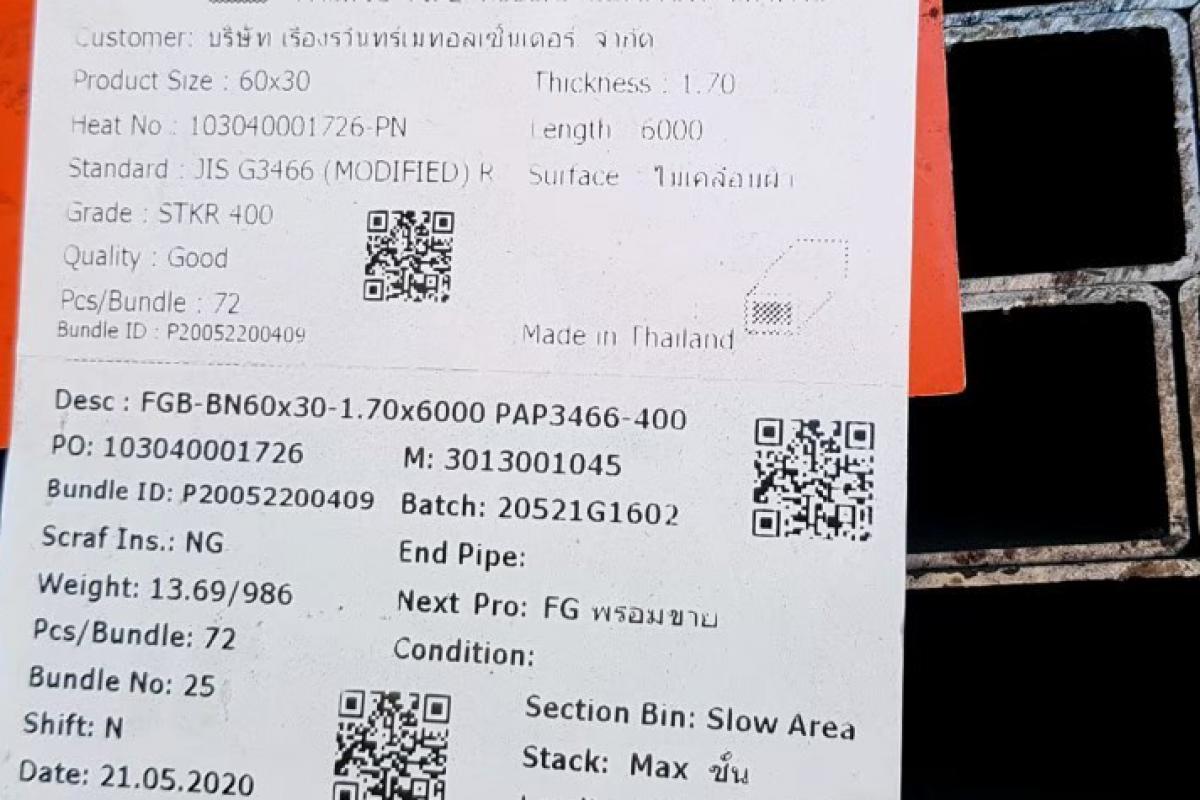 Customer: บริษัท เรืองรวินทร์เมทอลเซ็นเตอร์ จำกัด
Product Size : 60x30 Thickness : 1.70
Heat No : 103040001726-PN Length 6000
Standard : JIS G3466 (MODIFIED) R Surface : ไม่เคลือบผิว
Grade : STKR 400
Quality : Good
Pcs/Bundle : 72
Bundle ID : P20052200409 Made in Thailand
Desc : FGB-BN60x30-1.70x6000 PAP3466-400
PO: 103040001726 M: 3013001045
Bundle ID: P20052200409 Batch: 20521G1602
Scraf Ins.: NG End Pipe:
Weight: 13.69/986 Next Pro: FG พร้อมขาย
Pcs/Bundle: 72 Condition:
Bundle No: 25 Section Bin: Slow Area
Shift: N Stack: Max ชั้น
Date: 21.05.2020